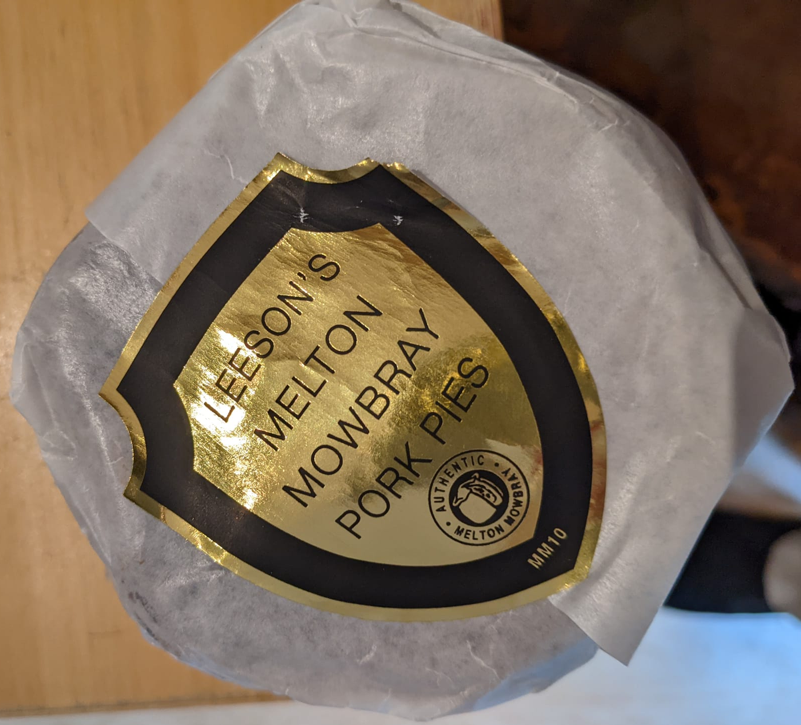 LEESON'S
MELTON
MOWBRAY
PORK PIES
• AUTHENTIC •
MELTON MOWBRAY
MM10